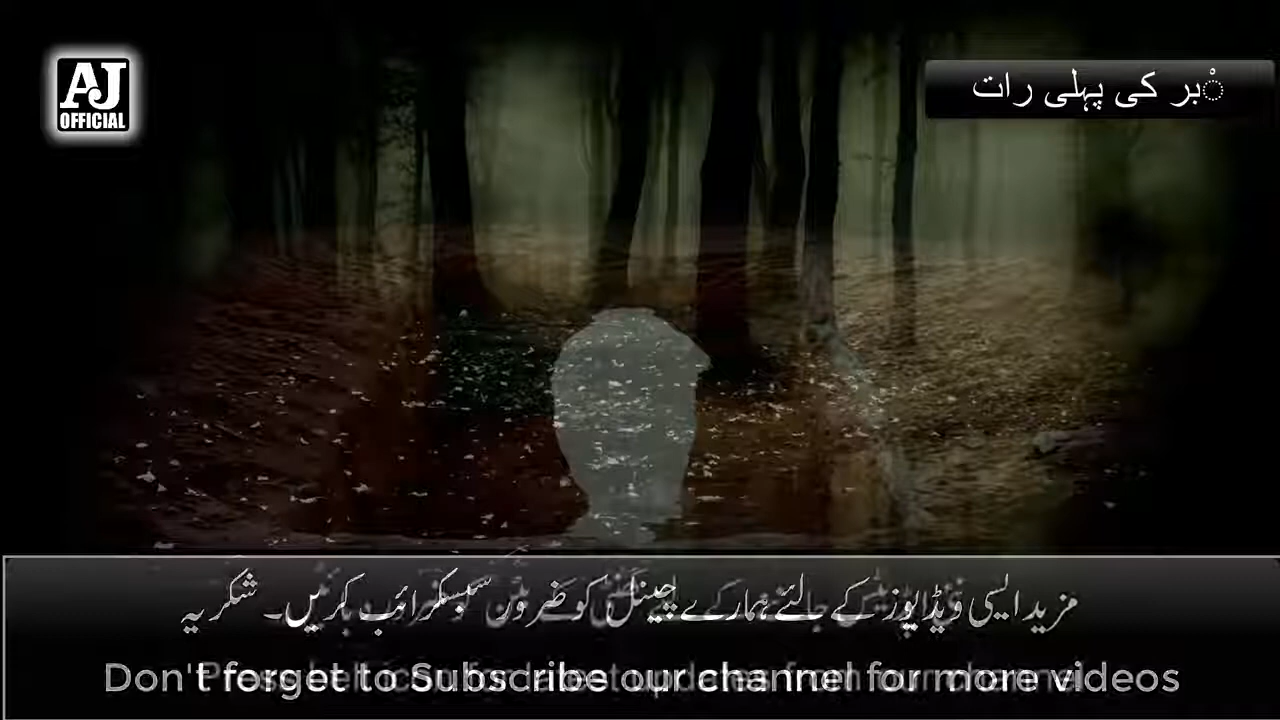 AJ
OFFICIAL
ْبر کی پہلی رات
مزید ایسی ویڈیوز کے لئے ہمارے چینل کو ضرور سبسکرائب کریں۔ شکریہ
Don't forget to Subscribe our channel for more videos